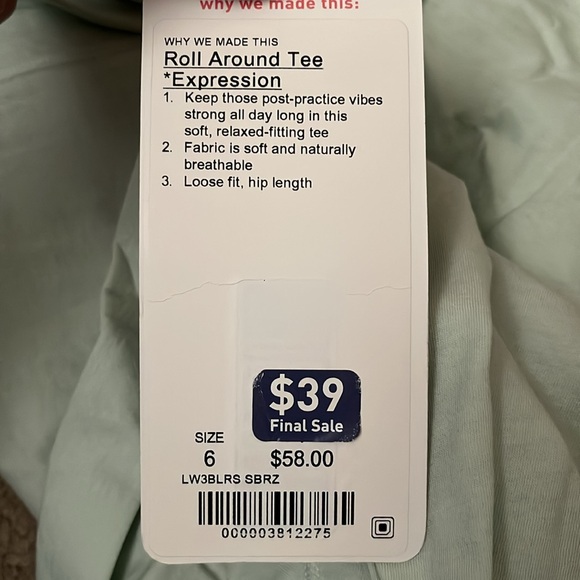 why we made this:
WHY WE MADE THIS
Roll Around Tee
*Expression
1. Keep those post-practice vibes
strong all day long in this
soft, relaxed-fitting tee
2. Fabric is soft and naturally
breathable
3. Loose fit, hip length
$39
Final Sale
SIZE
6 $58.00
LW3BLRS SBRZ
000003812275